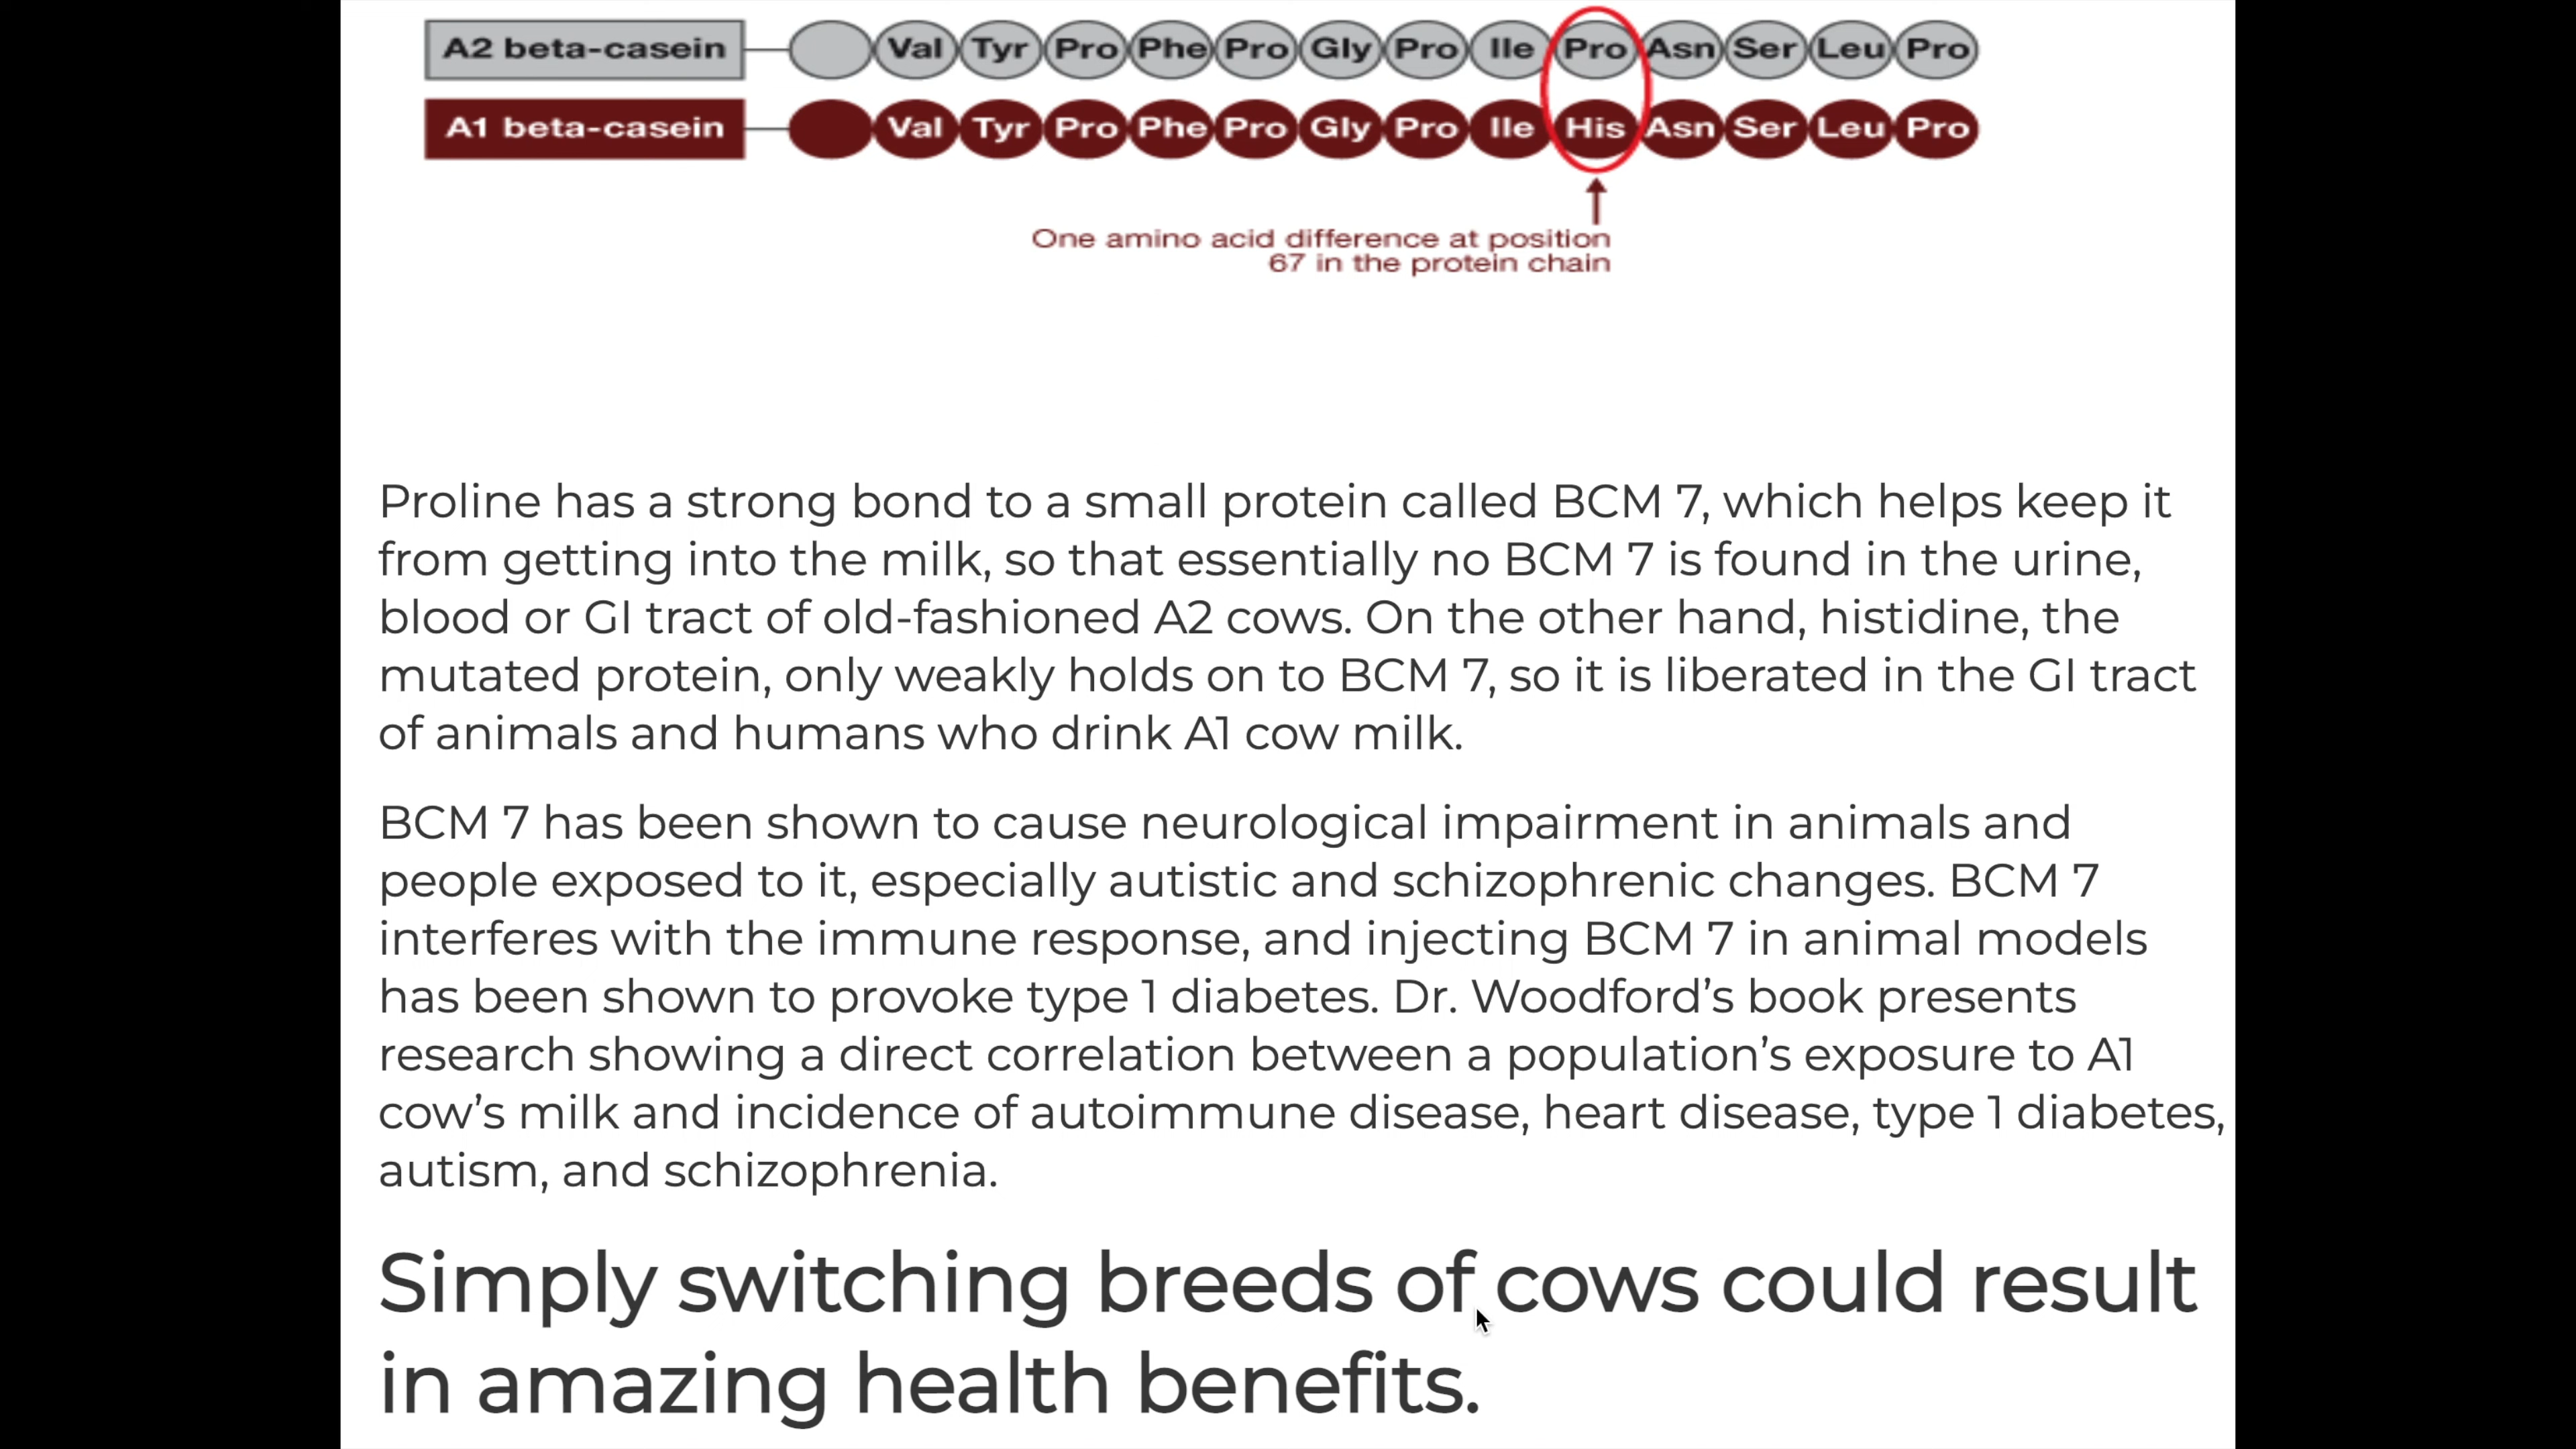 A2 beta-casein Val Tyr Pro Phe Pro Gly Pro Ile Pro Asn Ser Leu Pro
A1 beta-casein Val Tyr Pro Phe Pro Gly Pro Ile His Asn Ser Leu Pro
One amino acid difference at position
67 in the protein chain
Proline has a strong bond to a small protein called BCM 7, which helps keep it
from getting into the milk, so that essentially no BCM 7 is found in the urine,
blood or GI tract of old-fashioned A2 cows. On the other hand, histidine, the
mutated protein, only weakly holds on to BCM 7, so it is liberated in the GI tract
of animals and humans who drink A1 cow milk.
BCM 7 has been shown to cause neurological impairment in animals and
people exposed to it, especially autistic and schizophrenic changes. BCM 7
interferes with the immune response, and injecting BCM 7 in animal models
has been shown to provoke type 1 diabetes. Dr. Woodford’s book presents
research showing a direct correlation between a population’s exposure to A1
cow’s milk and incidence of autoimmune disease, heart disease, type 1 diabetes,
autism, and schizophrenia.
Simply switching breeds of cows could result
in amazing health benefits.